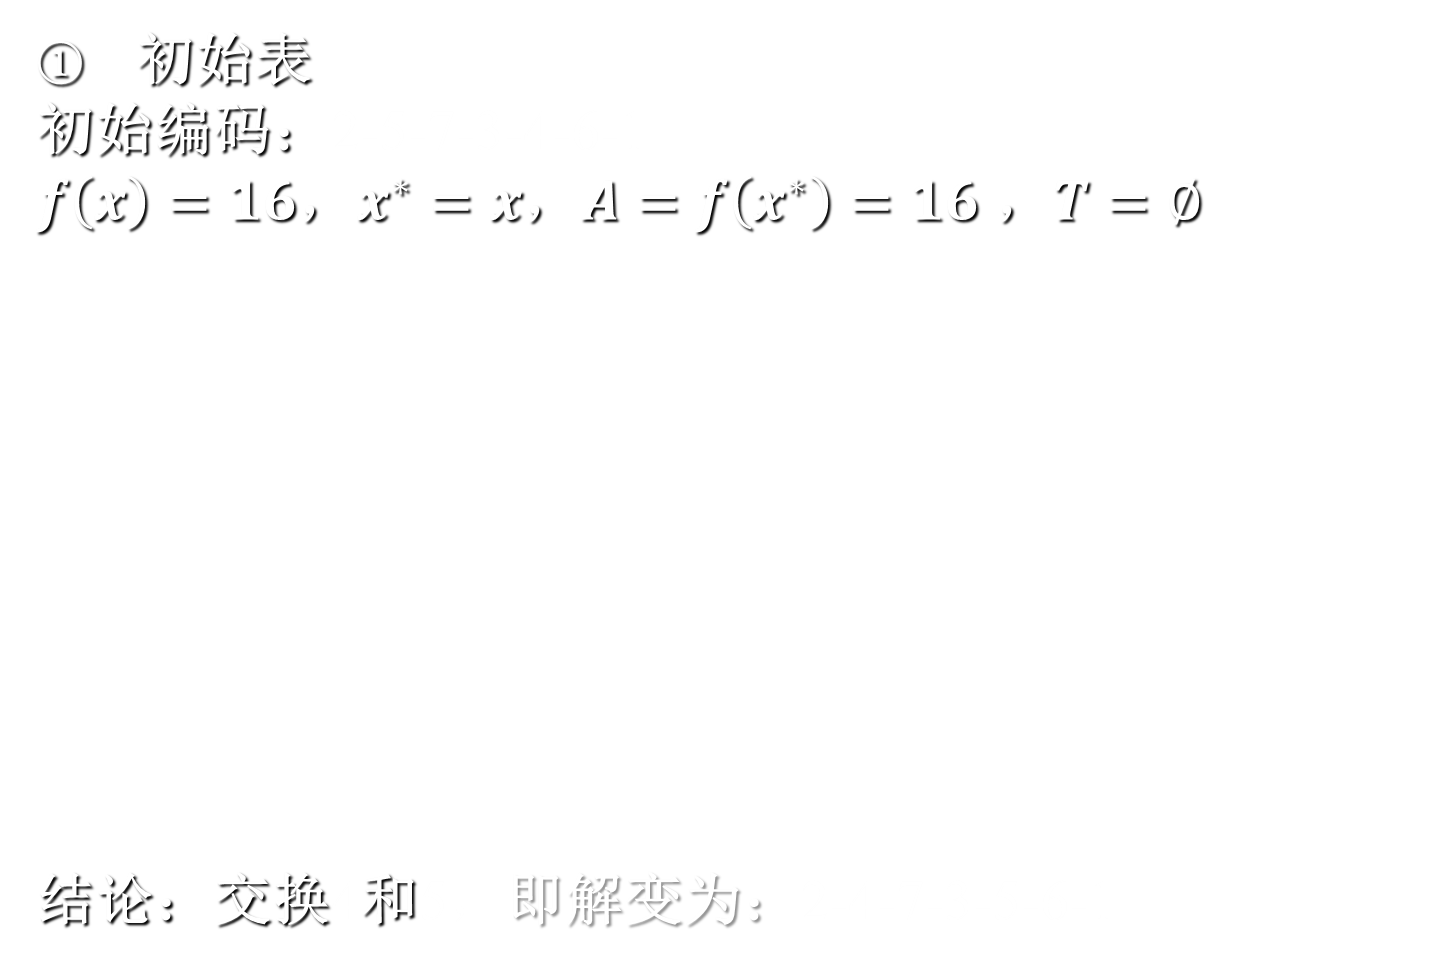 ① 初始表
初始编码：
f(x) = 16，x* = x，A = f(x*) = 16 ，T = ∅
结论：交换 和 即解变为：